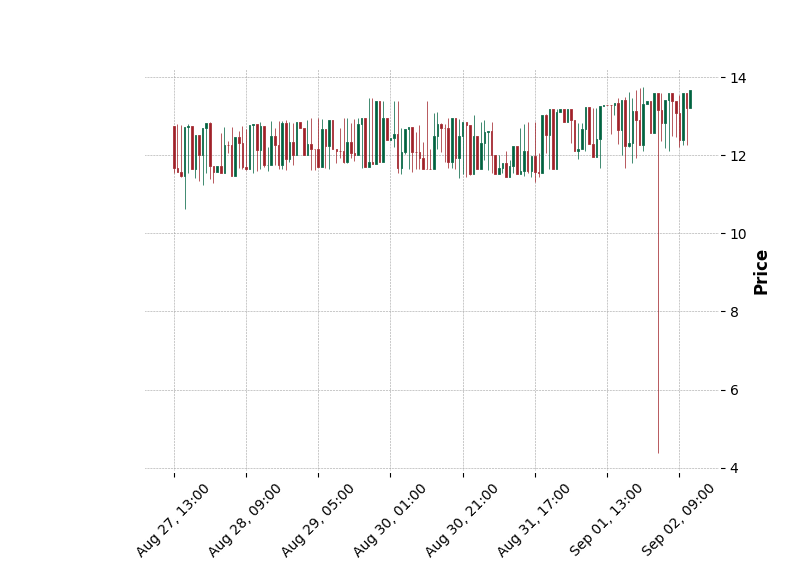 14
12
10
8
6
4
Price
Aug 27, 13:00
Aug 28, 09:00
Aug 29, 05:00
Aug 30, 01:00
Aug 30, 21:00
Aug 31, 17:00
Sep 01, 13:00
Sep 02, 09:00